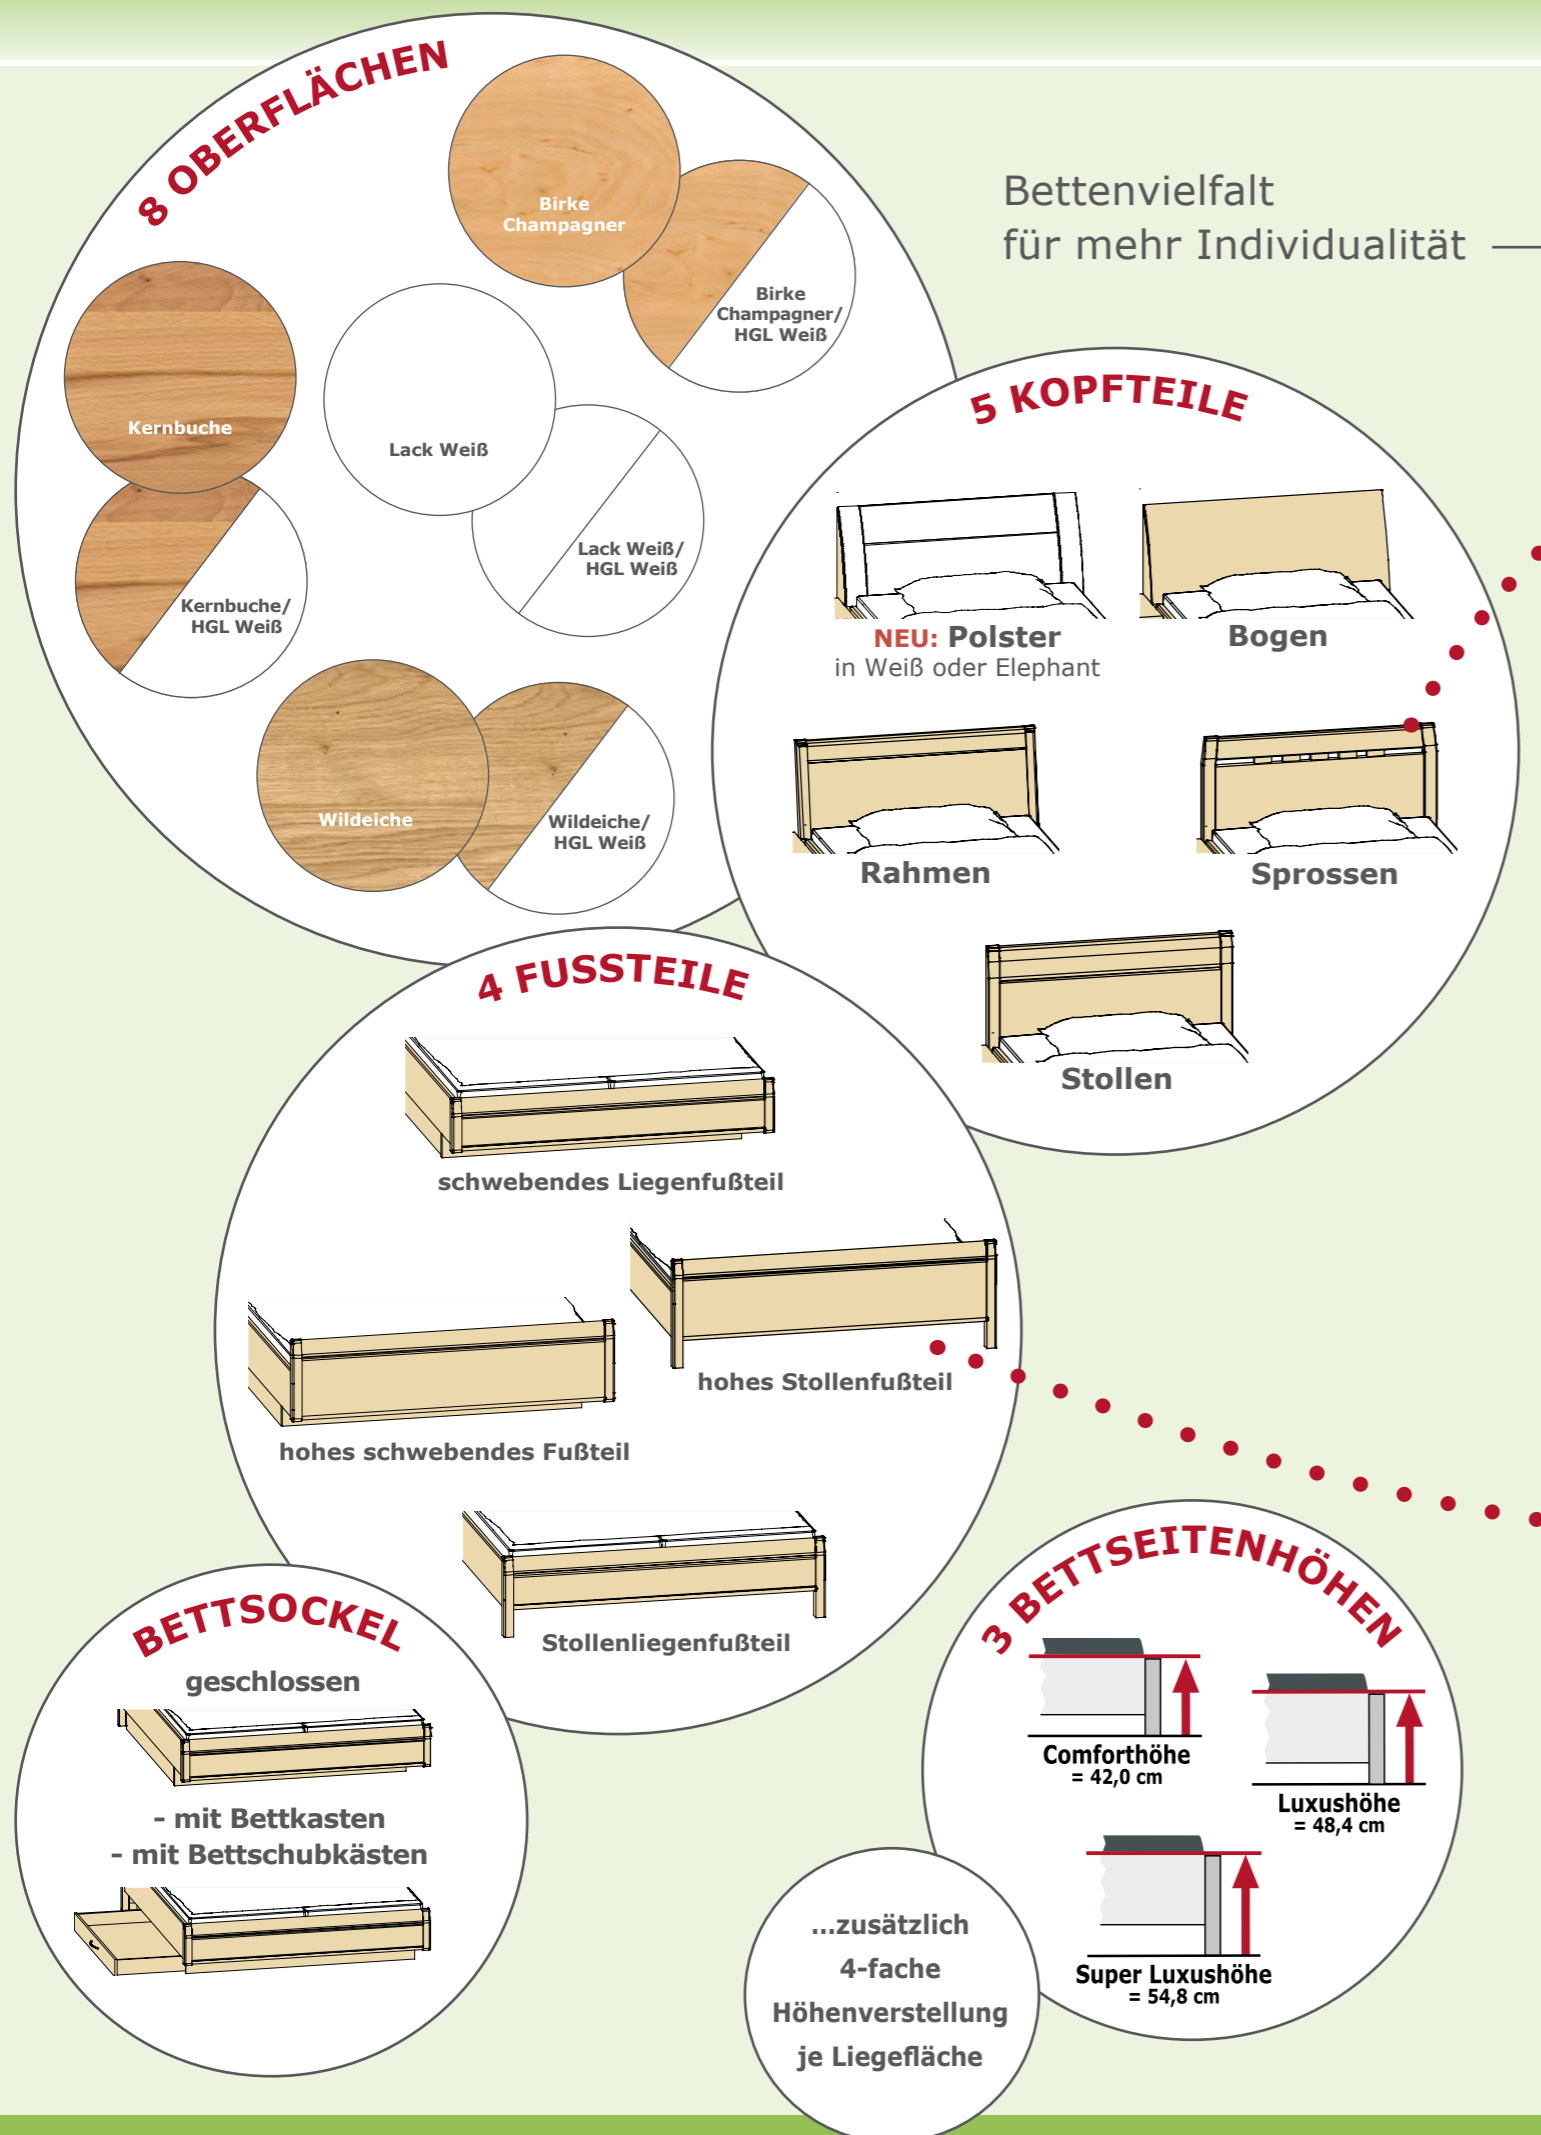 8 OBERFLÄCHEN
Birke
Champagner
Birke
Champagner/
HGL Weiß
Kernbuche
Lack Weiß
Lack Weiß/
HGL Weiß
Kernbuche/
HGL Weiß
Wildeiche
Wildeiche/
HGL Weiß
Bettenvielfalt
für mehr Individualität —
5 KOPFTEILE
NEU: Polster
in Weiß oder Elephant
Bogen
Rahmen
Sprossen
Stollen
4 FUSSTEILE
schwebendes Liegenfußteil
hohes Stollenfußteil
hohes schwebendes Fußteil
Stollenliegenfußteil
BETTSOCKEL
geschlossen
- mit Bettkasten
- mit Bettschubkästen
3 BETTSEITENHÖHEN
Comforthöhe
= 42,0 cm
Luxushöhe
= 48,4 cm
Super Luxushöhe
= 54,8 cm
...zusätzlich
4-fache
Höhenverstellung
je Liegefläche